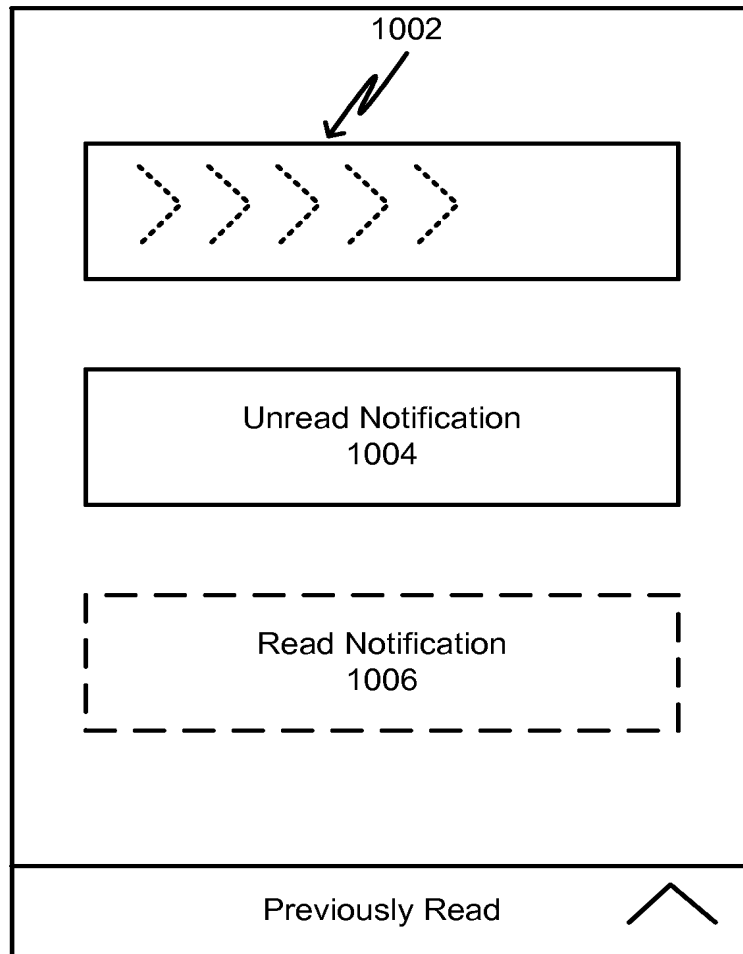 1002
Unread Notification
1004
Read Notification
1006
Previously Read